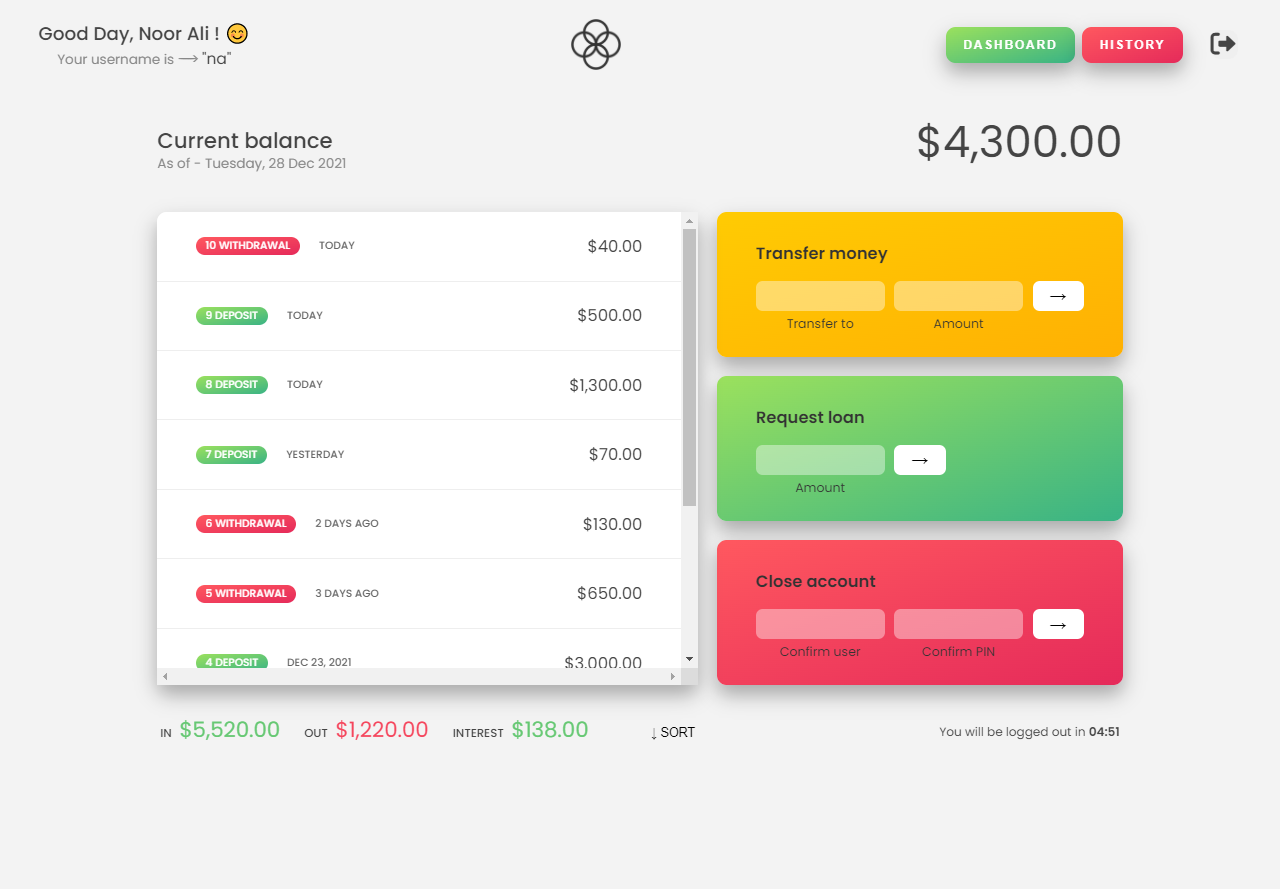 Good Day, Noor Ali ! 😊
Your username is ⟶ "na"
DASHBOARD
HISTORY
Current balance
As of - Tuesday, 28 Dec 2021
$4,300.00
10 WITHDRAWAL TODAY $40.00
9 DEPOSIT TODAY $500.00
8 DEPOSIT TODAY $1,300.00
7 DEPOSIT YESTERDAY $70.00
6 WITHDRAWAL 2 DAYS AGO $130.00
5 WITHDRAWAL 3 DAYS AGO $650.00
4 DEPOSIT DEC 23, 2021 $3,000.00
Transfer money
→
Transfer to Amount
Request loan
→
Amount
Close account
→
Confirm user Confirm PIN
IN $5,520.00 OUT $1,220.00 INTEREST $138.00 ↓ SORT
You will be logged out in 04:51